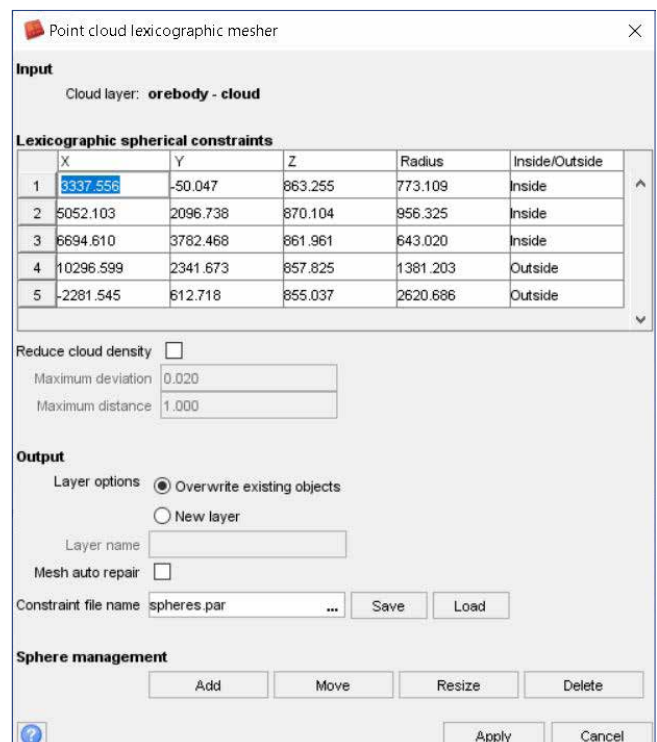 Point cloud lexicographic mesher
Input
Cloud layer: orebody - cloud
Lexicographic spherical constraints
X Y Z Radius Inside/Outside
1 3337.556 -50.047 863.255 773.109 Inside
2 5052.103 2096.738 870.104 956.325 Inside
3 6694.610 3782.468 861.961 643.020 Inside
4 10296.599 2341.673 857.825 1381.203 Outside
5 -2281.545 612.718 855.037 2620.686 Outside
Reduce cloud density
Maximum deviation 0.020
Maximum distance 1.000
Output
Layer options Overwrite existing objects
New layer
Layer name
Mesh auto repair
Constraint file name spheres.par ... Save Load
Sphere management
Add Move Resize Delete
? Apply Cancel